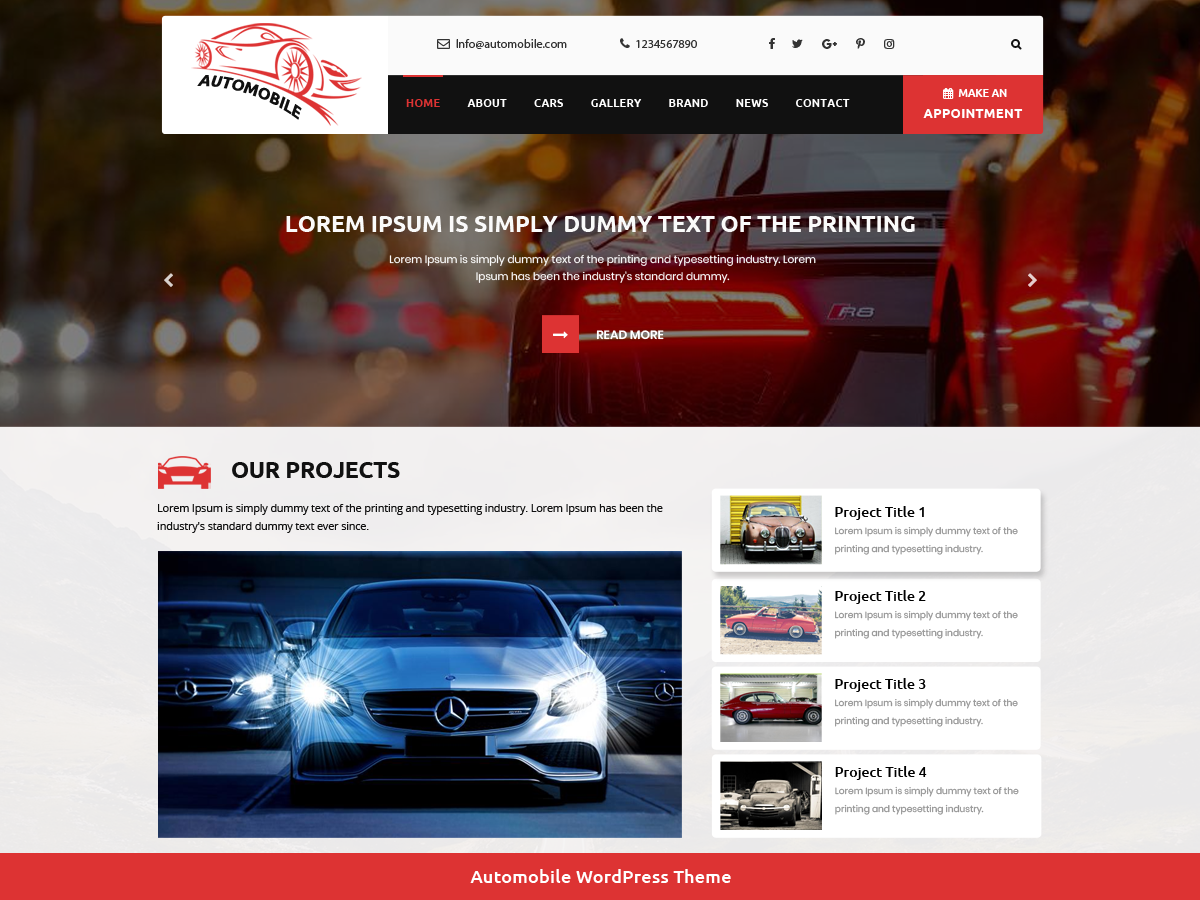 AUTOMOBILE
Info@automobile.com
1234567890
HOME ABOUT CARS GALLERY BRAND NEWS CONTACT
MAKE AN
APPOINTMENT
LOREM IPSUM IS SIMPLY DUMMY TEXT OF THE PRINTING
Lorem Ipsum is simply dummy text of the printing and typesetting industry. Lorem
Ipsum has been the industry's standard dummy.
R8
READ MORE
OUR PROJECTS
Lorem Ipsum is simply dummy text of the printing and typesetting industry. Lorem Ipsum has been the
industry's standard dummy text ever since.
Project Title 1
Lorem Ipsum is simply dummy text of the
printing and typesetting industry.
Project Title 2
Lorem Ipsum is simply dummy text of the
printing and typesetting industry.
Project Title 3
Lorem Ipsum is simply dummy text of the
printing and typesetting industry.
Project Title 4
Lorem Ipsum is simply dummy text of the
printing and typesetting industry.
Automobile WordPress Theme